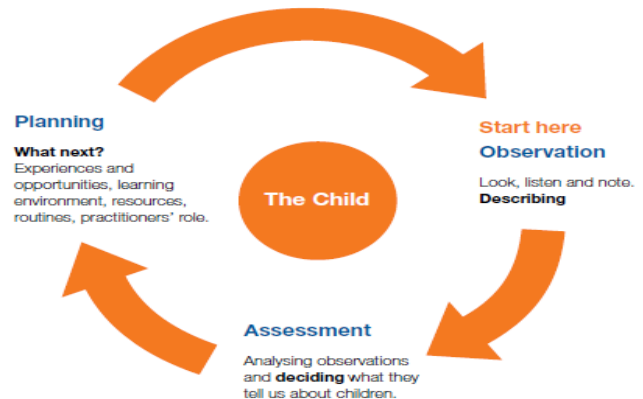 Planning
What next?
Experiences and
opportunities, learning
environment, resources,
routines, practitioners' role.
The Child
Start here
Observation
Look, listen and note.
Describing
Assessment
Analysing observations
and deciding what they
tell us about children.